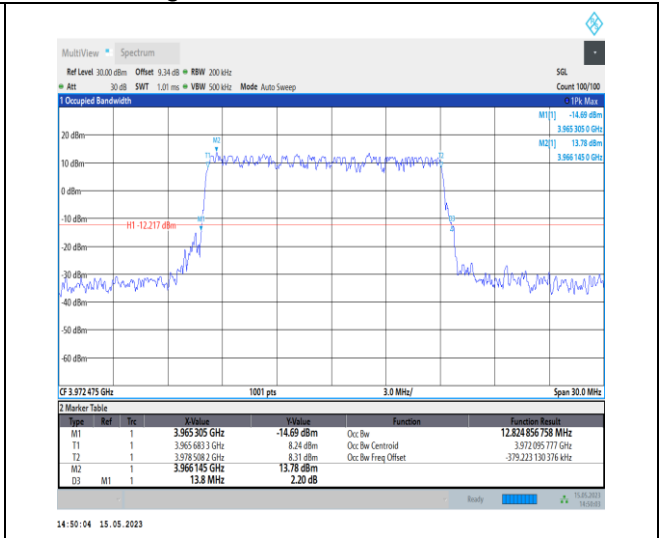 MultiView Spectrum
Ref Level 30.00 dBm Offset 9.34 dB RBW 200 kHz SGL
Att 30 dB SWT 1.01 ms VBW 500 kHz Mode Auto Sweep Count 100/100
1 Occupied Bandwidth 1Pk Max
M1[1] -14.69 dBm
3.965 305 0 GHz
M2[1] 13.78 dBm
3.966 145 0 GHz
20 dBm
M2
T1 T2
10 dBm
0 dBm
-10 dBm
M1 D3
H1 -12.217 dBm
-20 dBm
-30 dBm
-40 dBm
-50 dBm
-60 dBm
CF 3.972 475 GHz 1001 pts 3.0 MHz/ Span 30.0 MHz
2 Marker Table
Type Ref Trc X-Value Y-Value Function Function Result
M1 1 3.965 305 GHz -14.69 dBm Occ Bw 12.824 856 758 MHz
T1 1 3.965 683 3 GHz 8.24 dBm Occ Bw Centroid 3.972 095 777 GHz
T2 1 3.978 508 2 GHz 8.31 dBm Occ Bw Freq Offset -379.223 130 376 kHz
M2 1 3.966 145 GHz 13.78 dBm
D3 M1 1 13.8 MHz 2.20 dB
Ready 15.05.2023
14:50:03
14:50:04 15.05.2023